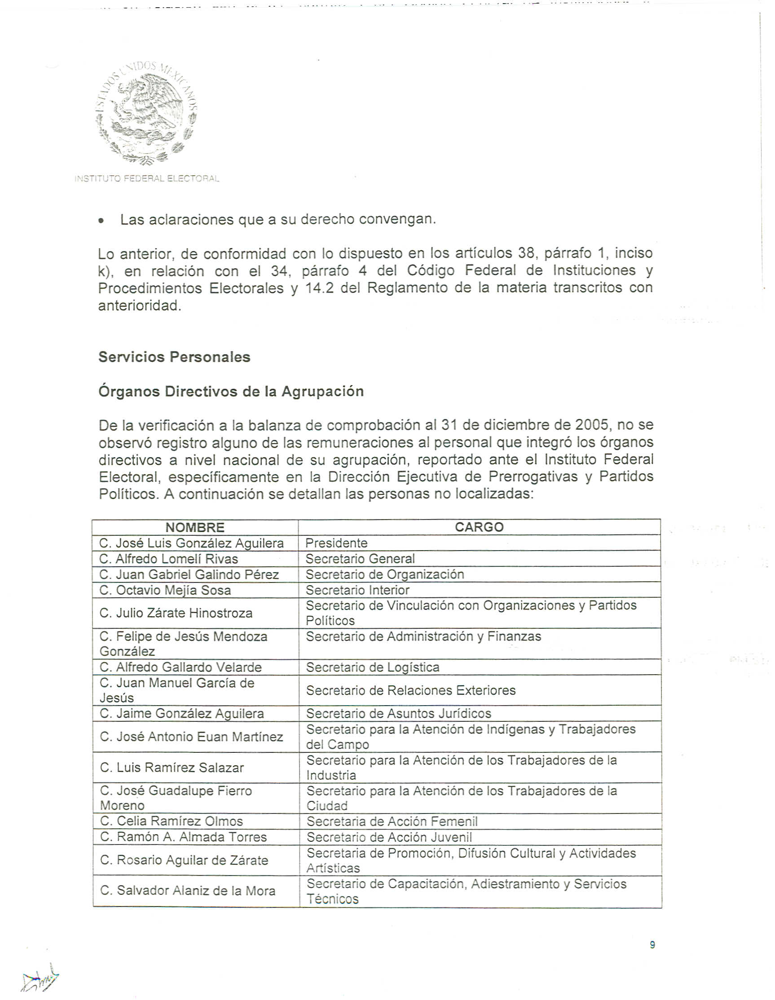 ESTADOS UNIDOS MEXICANOS
INSTITUTO FEDERAL ELECTORAL
• Las aclaraciones que a su derecho convengan.
Lo anterior, de conformidad con lo dispuesto en los artículos 38, párrafo 1, inciso
k), en relación con el 34, párrafo 4 del Código Federal de Instituciones y
Procedimientos Electorales y 14.2 del Reglamento de la materia transcritos con
anterioridad.
Servicios Personales
Órganos Directivos de la Agrupación
De la verificación a la balanza de comprobación al 31 de diciembre de 2005, no se
observó registro alguno de las remuneraciones al personal que integró los órganos
directivos a nivel nacional de su agrupación, reportado ante el Instituto Federal
Electoral, específicamente en la Dirección Ejecutiva de Prerrogativas y Partidos
Políticos. A continuación se detallan las personas no localizadas:
NOMBRE CARGO
C. José Luis González Aguilera Presidente
C. Alfredo Lomelí Rivas Secretario General
C. Juan Gabriel Galindo Pérez Secretario de Organización
C. Octavio Mejía Sosa Secretario Interior
C. Julio Zárate Hinostroza Secretario de Vinculación con Organizaciones y Partidos
Políticos
C. Felipe de Jesús Mendoza Secretario de Administración y Finanzas
González
C. Alfredo Gallardo Velarde Secretario de Logística
C. Juan Manuel García de
Jesús Secretario de Relaciones Exteriores
C. Jaime González Aguilera Secretario de Asuntos Jurídicos
C. José Antonio Euan Martínez Secretario para la Atención de Indígenas y Trabajadores
del Campo
C. Luis Ramírez Salazar Secretario para la Atención de los Trabajadores de la
Industria
C. José Guadalupe Fierro Secretario para la Atención de los Trabajadores de la
Moreno Ciudad
C. Celia Ramírez Olmos Secretaria de Acción Femenil
C. Ramón A. Almada Torres Secretario de Acción Juvenil
C. Rosario Aguilar de Zárate Secretaria de Promoción, Difusión Cultural y Actividades
Artísticas
C. Salvador Alaniz de la Mora Secretario de Capacitación, Adiestramiento y Servicios
Técnicos
9